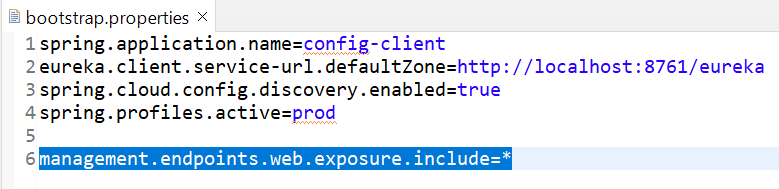 bootstrap.properties
1 spring.application.name=config-client
2 eureka.client.service-url.defaultZone=http://localhost:8761/eureka
3 spring.cloud.config.discovery.enabled=true
4 spring.profiles.active=prod
5
6 management.endpoints.web.exposure.include=*